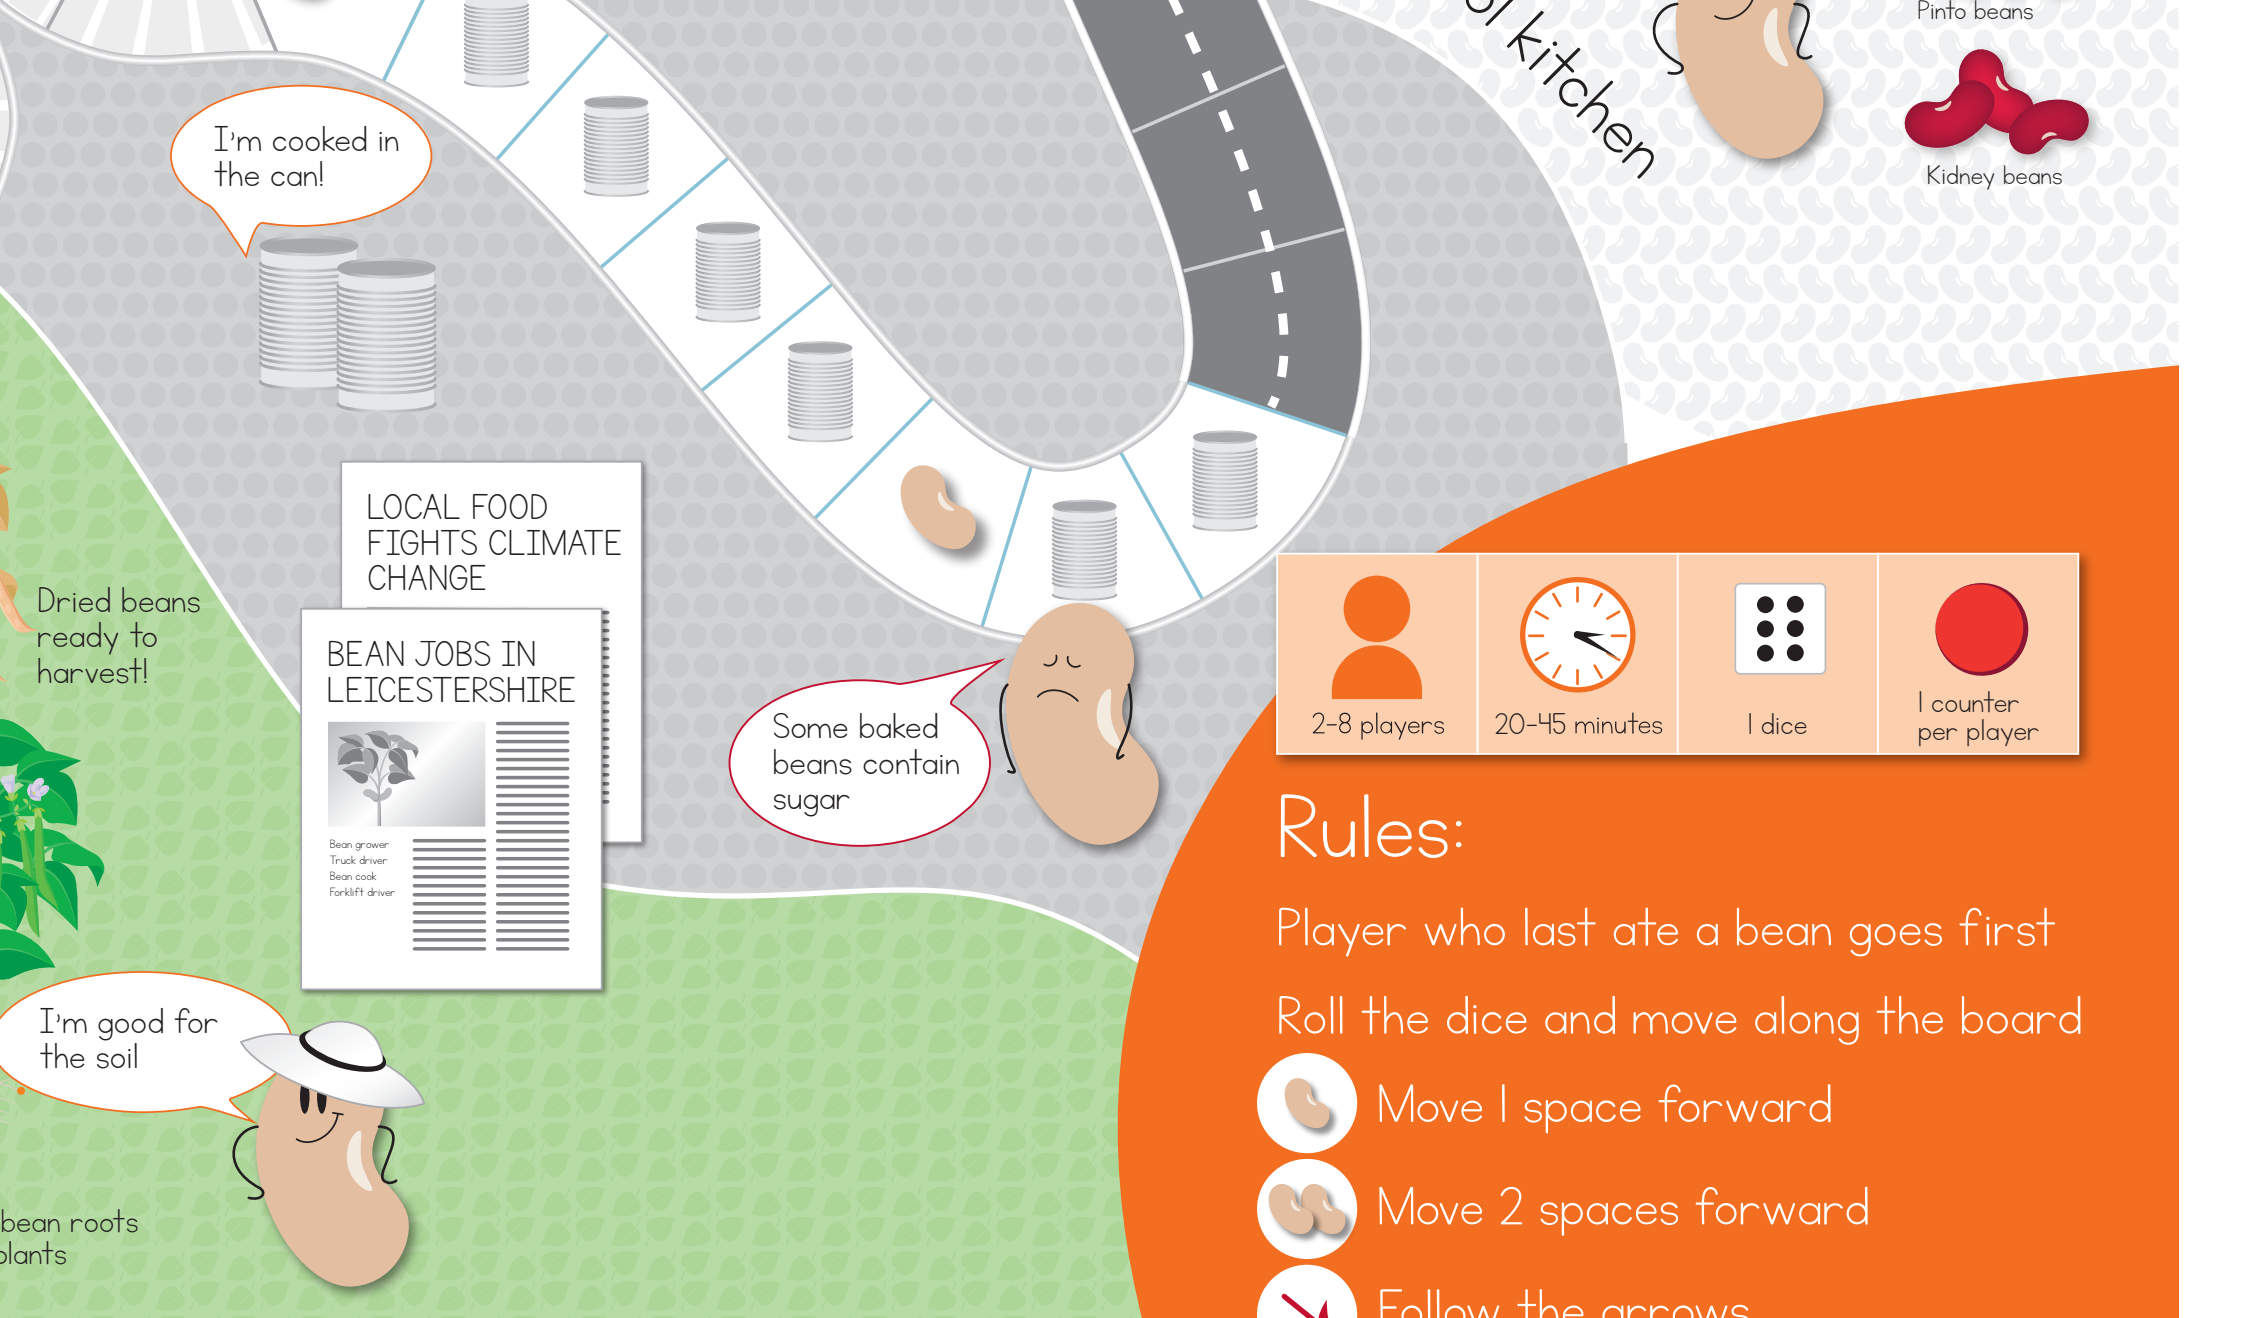 kitchen
Pinto beans
Kidney beans
I'm cooked in
the can!
LOCAL FOOD
FIGHTS CLIMATE
CHANGE
BEAN JOBS IN
LEICESTERSHIRE
Bean grower
Truck driver
Bean cook
Forklift driver
Dried beans
ready to
harvest!
Some baked
beans contain
sugar
I'm good for
the soil
bean roots
plants
2-8 players
20-45 minutes
1 dice
1 counter
per player
Rules:
Player who last ate a bean goes first
Roll the dice and move along the board
Move 1 space forward
Move 2 spaces forward
Follow the arrows